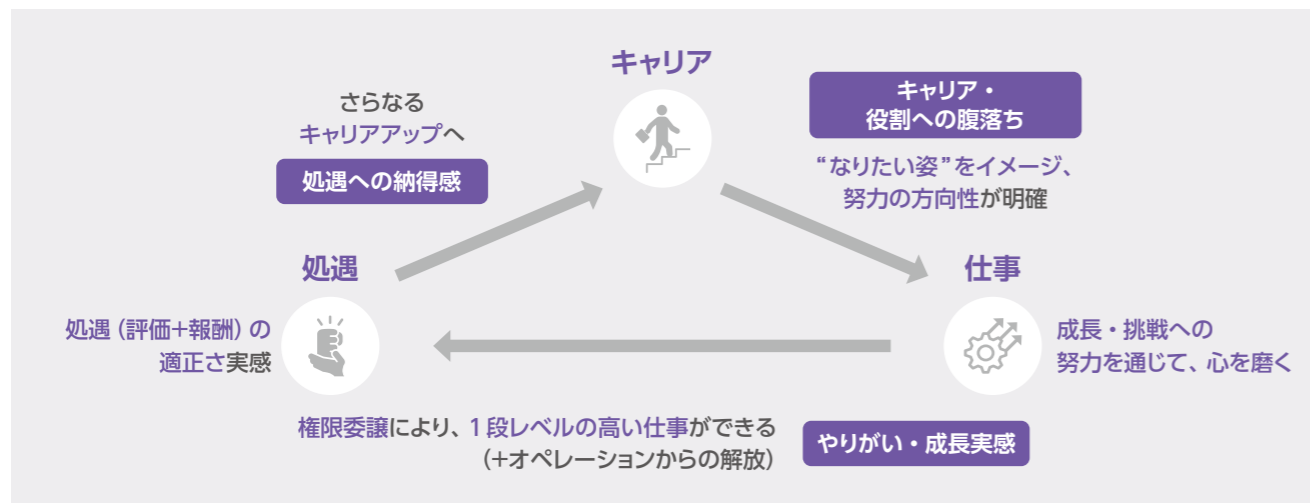 キャリア
キャリア・
役割への腹落ち
“なりたい姿”をイメージ、
努力の方向性が明確
さらなる
キャリアアップへ
処遇への納得感
処遇
処遇（評価+報酬）の
適正さ実感
仕事
成長・挑戦への
努力を通じて、心を磨く
権限委譲により、1段レベルの高い仕事ができる
（+オペレーションからの解放）
やりがい・成長実感